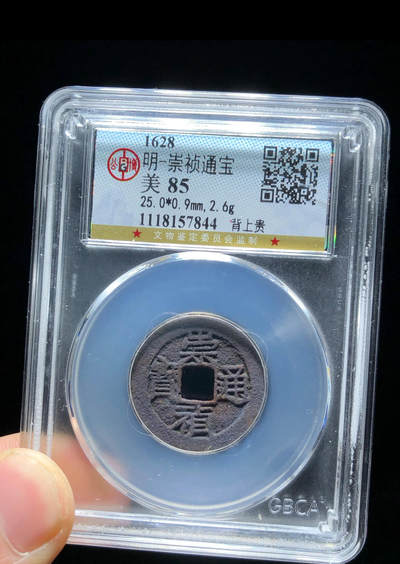 1628
明-崇祯通宝
美 85
25.0*0.9mm, 2.6g
1118157844 背上贵
★ 文物鉴定委员会监制 ★
崇
寶 通
禎
GBCA